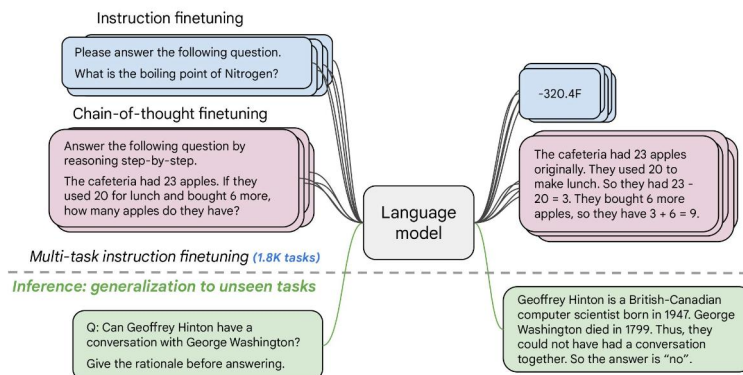 Instruction finetuning
Please answer the following question.
What is the boiling point of Nitrogen?
-320.4F
Chain-of-thought finetuning
Answer the following question by
reasoning step-by-step.
The cafeteria had 23 apples. If they
used 20 for lunch and bought 6 more,
how many apples do they have?
Language
model
The cafeteria had 23 apples
originally. They used 20 to
make lunch. So they had 23 -
20 = 3. They bought 6 more
apples, so they have 3 + 6 = 9.
Multi-task instruction finetuning (1.8K tasks)
Inference: generalization to unseen tasks
Q: Can Geoffrey Hinton have a
conversation with George Washington?
Give the rationale before answering.
Geoffrey Hinton is a British-Canadian
computer scientist born in 1947. George
Washington died in 1799. Thus, they
could not have had a conversation
together. So the answer is “no”.